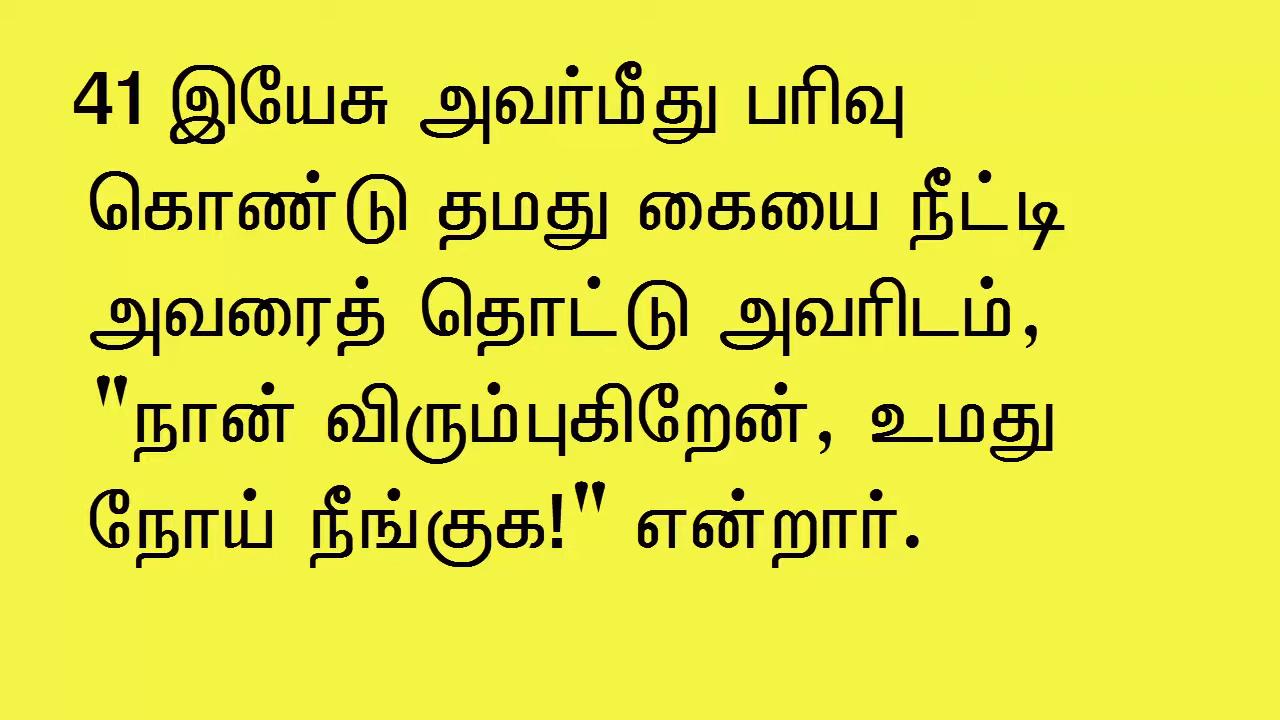 41 இயேசு அவர்மீது பரிவு
கொண்டு தமது கையை நீட்டி
அவரைத் தொட்டு அவரிடம்,
"நான் விரும்புகிறேன், உமது
நோய் நீங்குக!" என்றார்.